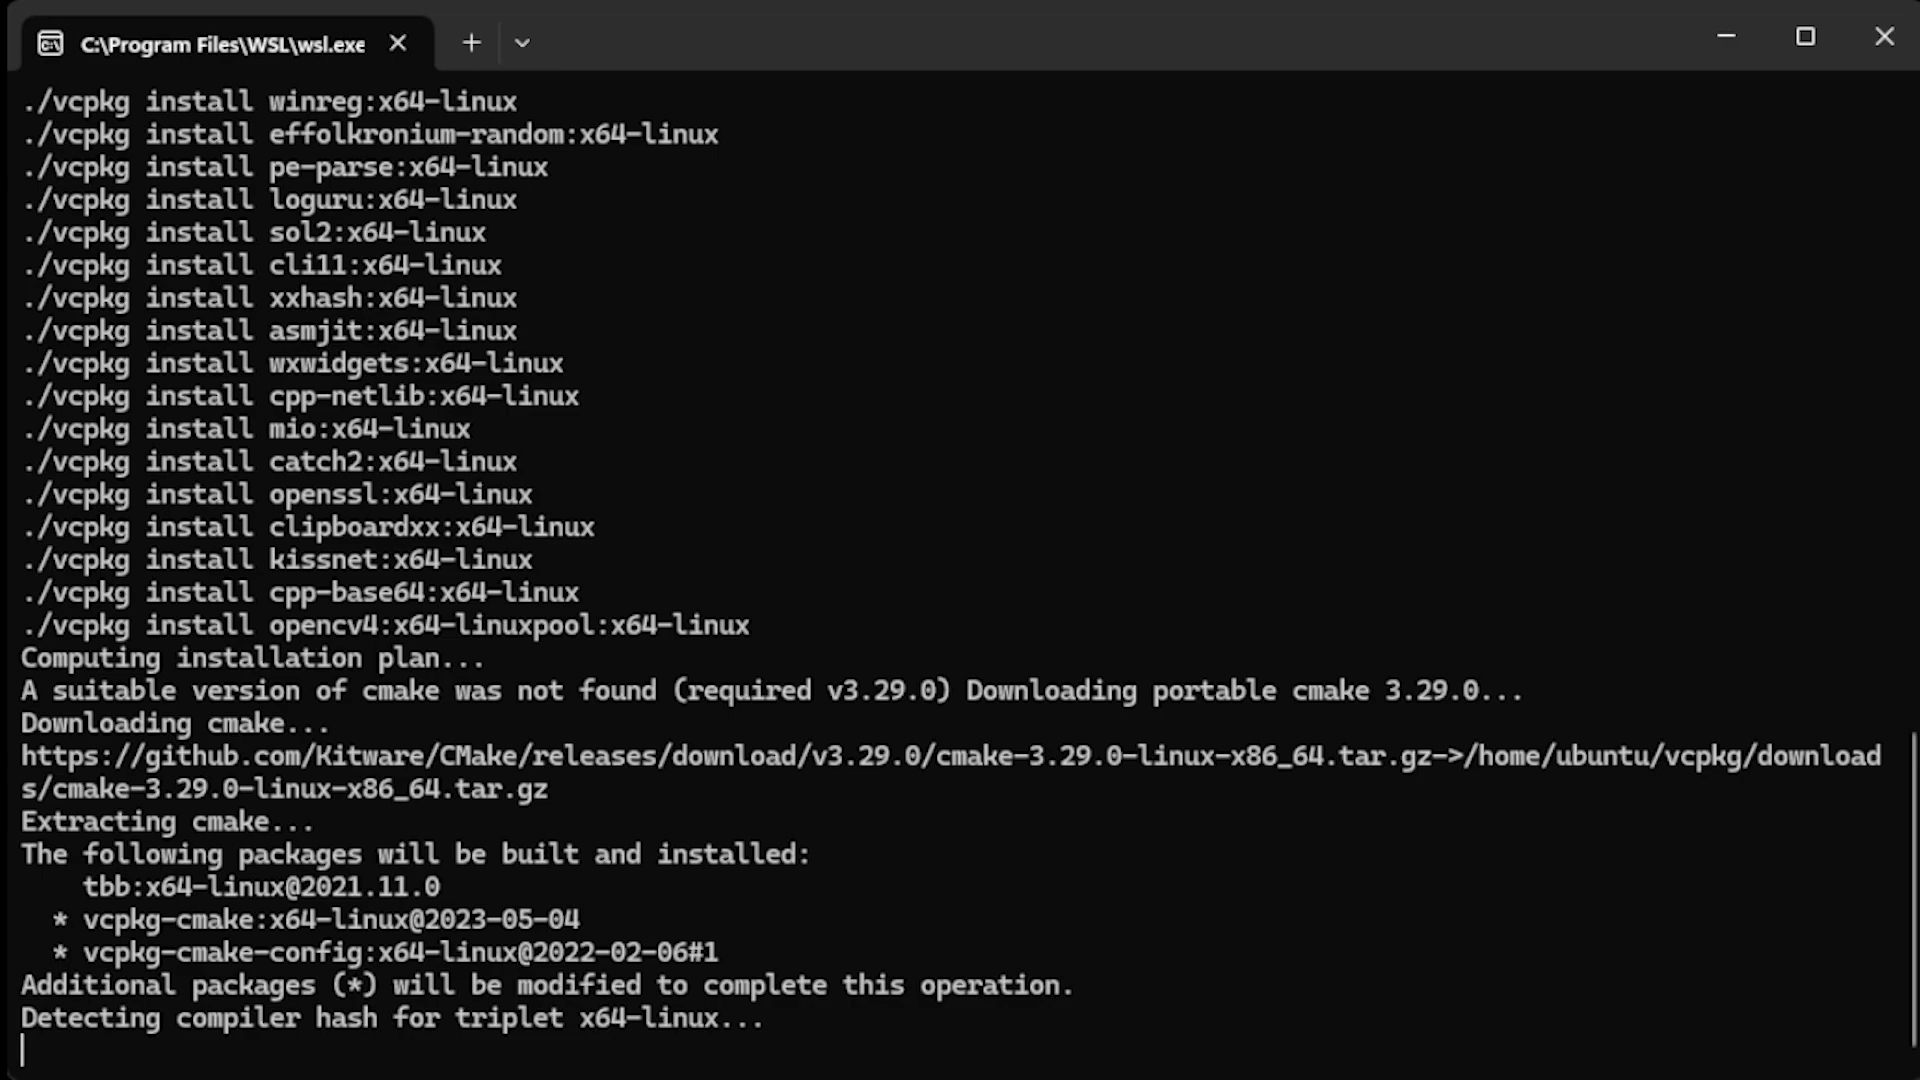 C:\Program Files\WSL\wsl.exe
./vcpkg install winreg:x64-linux
./vcpkg install effolkronium-random:x64-linux
./vcpkg install pe-parse:x64-linux
./vcpkg install loguru:x64-linux
./vcpkg install sol2:x64-linux
./vcpkg install cli11:x64-linux
./vcpkg install xxhash:x64-linux
./vcpkg install asmjit:x64-linux
./vcpkg install wxwidgets:x64-linux
./vcpkg install cpp-netlib:x64-linux
./vcpkg install mio:x64-linux
./vcpkg install catch2:x64-linux
./vcpkg install openssl:x64-linux
./vcpkg install clipboardxx:x64-linux
./vcpkg install kissnet:x64-linux
./vcpkg install cpp-base64:x64-linux
./vcpkg install opencv4:x64-linuxpool:x64-linux
Computing installation plan...
A suitable version of cmake was not found (required v3.29.0) Downloading portable cmake 3.29.0...
Downloading cmake...
https://github.com/Kitware/CMake/releases/download/v3.29.0/cmake-3.29.0-linux-x86_64.tar.gz->/home/ubuntu/vcpkg/download
s/cmake-3.29.0-linux-x86_64.tar.gz
Extracting cmake...
The following packages will be built and installed:
    tbb:x64-linux@2021.11.0
  * vcpkg-cmake:x64-linux@2023-05-04
  * vcpkg-cmake-config:x64-linux@2022-02-06#1
Additional packages (*) will be modified to complete this operation.
Detecting compiler hash for triplet x64-linux...